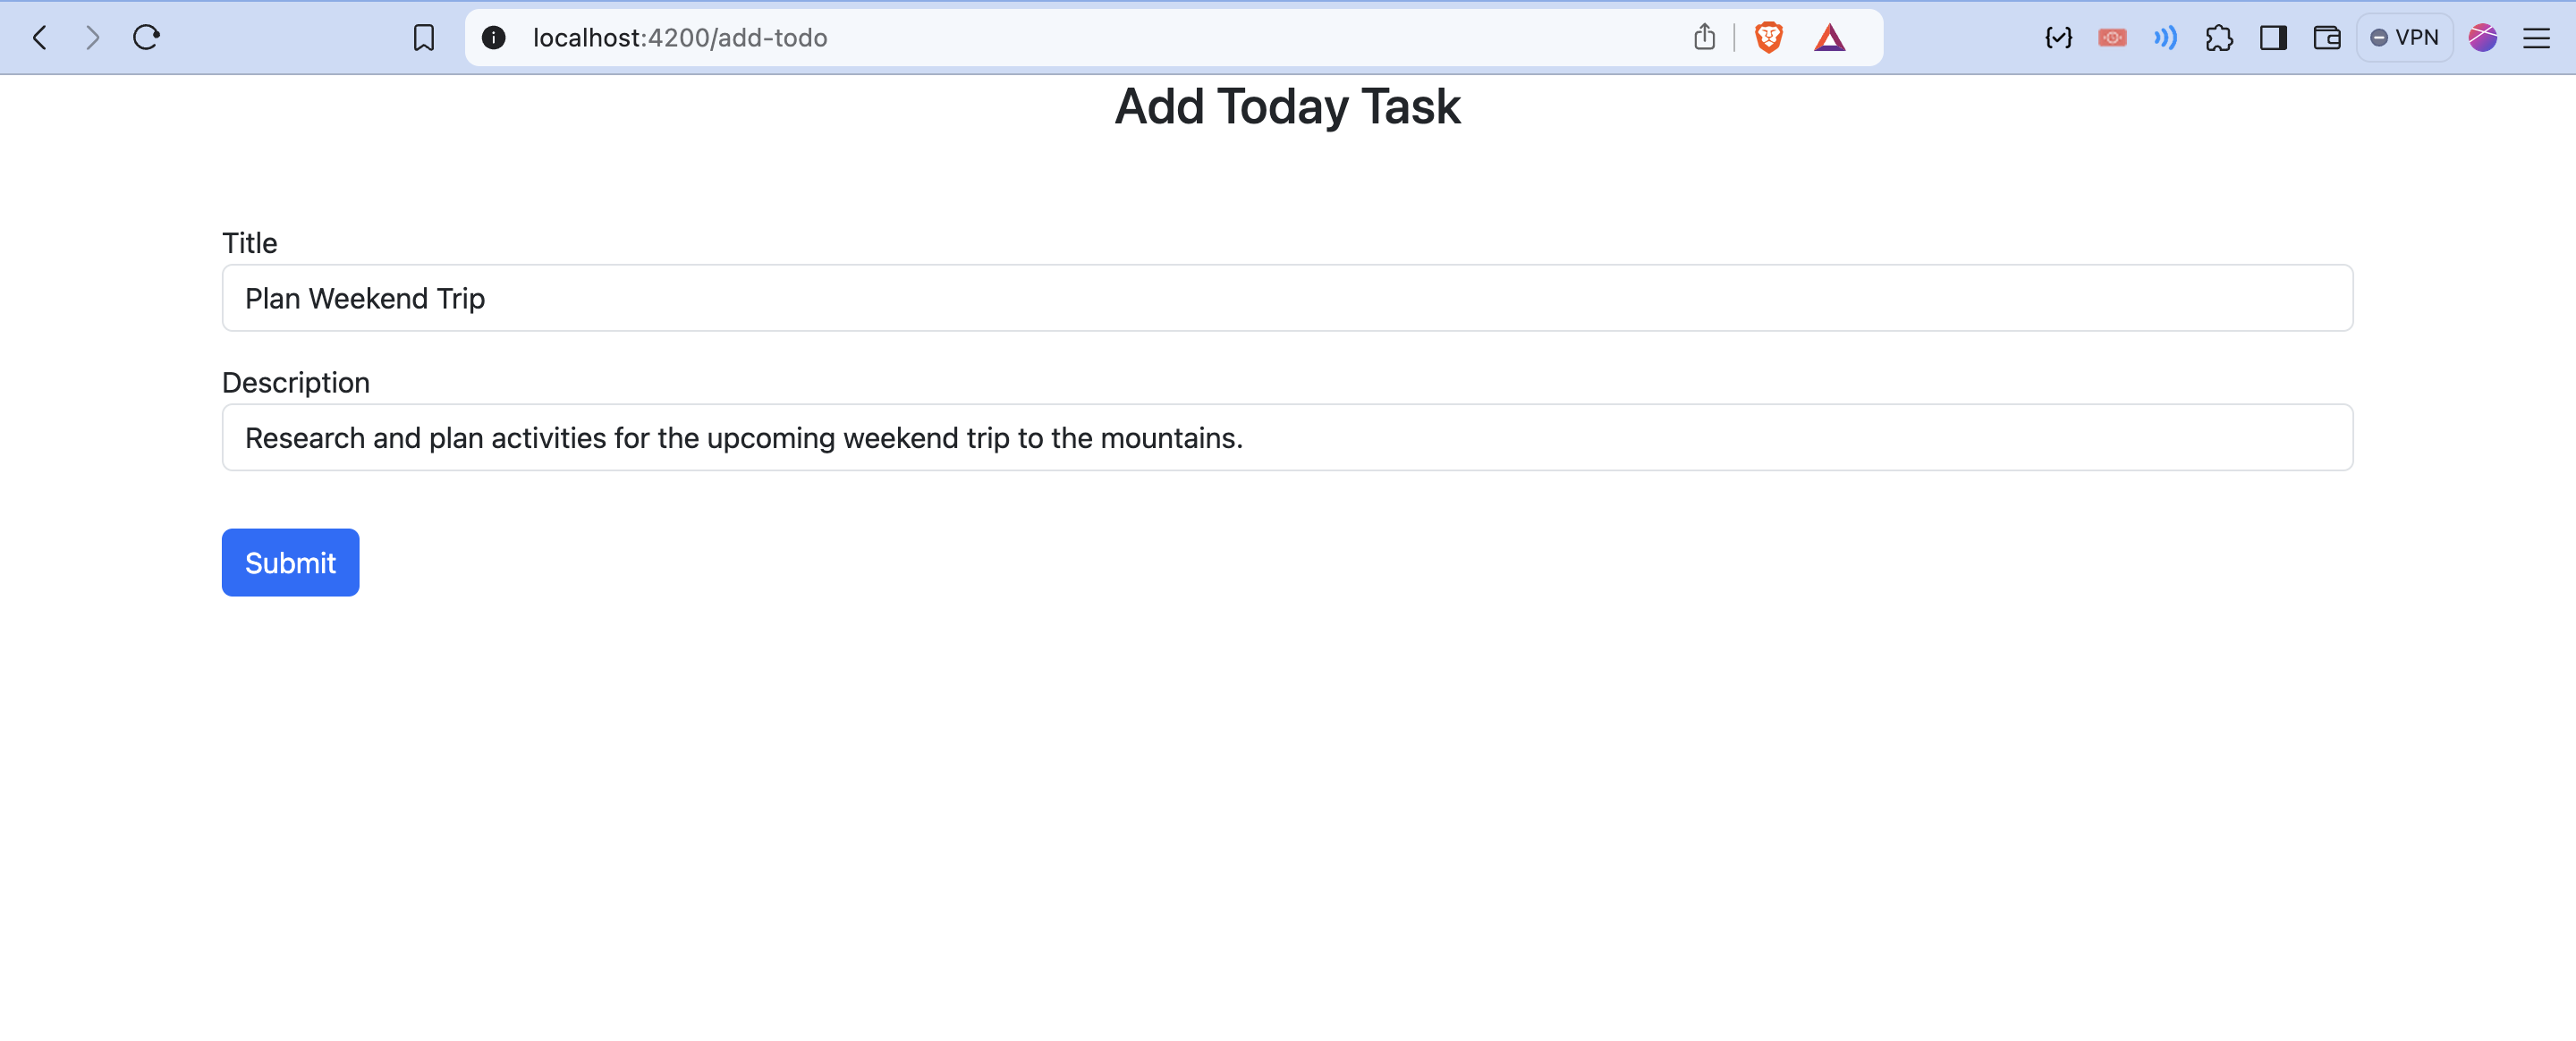 localhost:4200/add-todo
VPN
Add Today Task
Title
Plan Weekend Trip
Description
Research and plan activities for the upcoming weekend trip to the mountains.
Submit